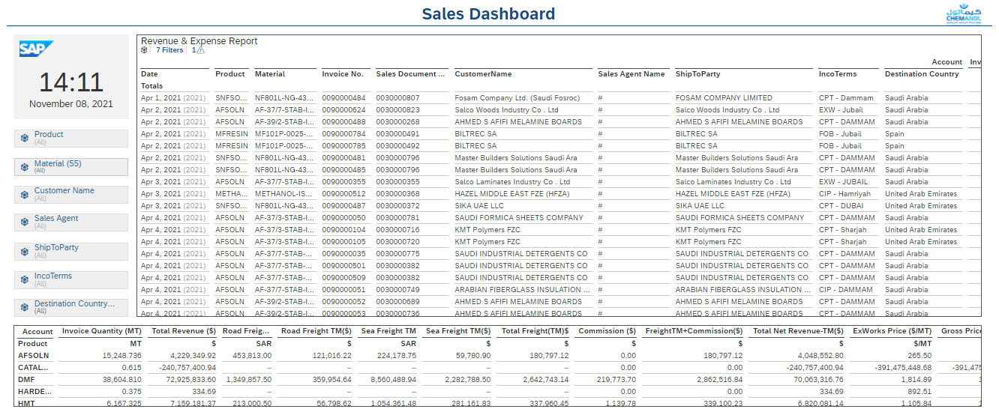 Sales Dashboard
كيمانول
CHEMANOL
SAP
14:11
November 08, 2021
Product
(All)
Material (55)
(All)
Customer Name
(All)
Sales Agent
(All)
ShipToParty
(All)
IncoTerms
(All)
Destination Country...
(All)
Revenue & Expense Report
7 Filters 1
Account Inv
Date Product Material Invoice No. Sales Document ... CustomerName Sales Agent Name ShipToParty IncoTerms Destination Country
Totals
Apr 1, 2021 (2021) SNFSO... NF801L-NG-43... 0090000484 0030000807 Fosam Company Ltd. (Saudi Fosroc) # FOSAM COMPANY LIMITED CPT - Dammam Saudi Arabia
Apr 2, 2021 (2021) AFSOLN AF-37/7-STAB-I... 0090000624 0030000823 Salco Woods Industry Co . Ltd # Salco Woods Industry Co . Ltd EXW - Jubail Saudi Arabia
Apr 2, 2021 (2021) AFSOLN AF-39/2-STAB-I... 0090000488 0030000268 AHMED S AFIFI MELAMINE BOARDS # AHMED S AFIFI MELAMINE BOARDS CPT - DAMMAM Saudi Arabia
Apr 2, 2021 (2021) MFRESIN MF101P-0025-... 0090000784 0030000491 BILTREC SA # BILTREC SA FOB - Jubail Spain
Apr 2, 2021 (2021) MFRESIN MF101P-0025-... 0090000785 0030000492 BILTREC SA # BILTREC SA FOB - Jubail Spain
Apr 2, 2021 (2021) SNFSO... NF801L-NG-43... 0090000481 0030000796 Master Builders Solutions Saudi Ara # Master Builders Solutions Saudi Ara CPT - DAMMAM Saudi Arabia
Apr 2, 2021 (2021) SNFSO... NF801L-NG-43... 0090000485 0030000796 Master Builders Solutions Saudi Ara # Master Builders Solutions Saudi Ara CPT - DAMMAM Saudi Arabia
Apr 3, 2021 (2021) AFSOLN AF-37/7-STAB-I... 0090000355 0030000355 Salco Laminates Industry Co . Ltd # Salco Laminates Industry Co . Ltd EXW - JUBAIL Saudi Arabia
Apr 3, 2021 (2021) METHA... METHANOL-IS... 0090000512 0030000368 HAZEL MIDDLE EAST FZE (HFZA) # HAZEL MIDDLE EAST FZE (HFZA) CIP - Hamriyah United Arab Emirates
Apr 3, 2021 (2021) SNFSO... NF801L-NG-43... 0090000487 0030000372 SIKA UAE LLC # SIKA UAE LLC CPT - DUBAI United Arab Emirates
Apr 4, 2021 (2021) AFSOLN AF-37/3-STAB-I... 0090000050 0030000781 SAUDI FORMICA SHEETS COMPANY # SAUDI FORMICA SHEETS COMPANY CPT - DAMMAM Saudi Arabia
Apr 4, 2021 (2021) AFSOLN AF-37/3-STAB-I... 0090000104 0030000716 KMT Polymers FZC # KMT Polymers FZC CPT - Sharjah United Arab Emirates
Apr 4, 2021 (2021) AFSOLN AF-37/3-STAB-I... 0090000105 0030000720 KMT Polymers FZC # KMT Polymers FZC CPT - Sharjah United Arab Emirates
Apr 4, 2021 (2021) AFSOLN AF-37/7-STAB-... 0090000035 0030000775 SAUDI INDUSTRIAL DETERGENTS CO # SAUDI INDUSTRIAL DETERGENTS CO CPT - DAMMAM Saudi Arabia
Apr 4, 2021 (2021) AFSOLN AF-37/7-STAB-... 0090000501 0030000382 SAUDI INDUSTRIAL DETERGENTS CO # SAUDI INDUSTRIAL DETERGENTS CO CPT - DAMMAM Saudi Arabia
Apr 4, 2021 (2021) AFSOLN AF-37/7-STAB-... 0090000509 0030000382 SAUDI INDUSTRIAL DETERGENTS CO # SAUDI INDUSTRIAL DETERGENTS CO CPT - DAMMAM Saudi Arabia
Apr 4, 2021 (2021) AFSOLN AF-37/7-STAB-I... 0090000051 0030000749 ARABIAN FIBERGLASS INSULATION ... # ARABIAN FIBERGLASS INSULATION ... CIP - DAMMAM Saudi Arabia
Apr 4, 2021 (2021) AFSOLN AF-39/2-STAB-I... 0090000052 0030000689 AHMED S AFIFI MELAMINE BOARDS # AHMED S AFIFI MELAMINE BOARDS CPT - DAMMAM Saudi Arabia
Apr 4, 2021 (2021) AFSOLN AF-39/2-STAB-I... 0090000053 0030000736 AHMED S AFIFI MELAMINE BOARDS # AHMED S AFIFI MELAMINE BOARDS CPT - DAMMAM Saudi Arabia
Account Invoice Quantity (MT) Total Revenue ($) Road Freig... Road Freight TM($) Sea Freight TM Sea Freight TM($) Total Freight(TM)$ Commission ($) FreightTM+Commission($) Total Net Revenue-TM($) ExWorks Price ($/MT) Gross Price
Product MT $ SAR $ SAR $ $ $ $ $ $/MT
AFSOLN 15,248.736 4,229,349.92 453,813.00 121,016.22 224,178.75 59,780.90 180,797.12 0.00 180,797.12 4,048,552.80 265.50
CATAL... 0.615 -240,757,400.94 – – – – – 0.00 0.00 -240,757,400.94 -391,475,448.68 -391,475
DMF 38,604.810 72,925,833.60 1,349,857.50 359,954.64 8,560,488.94 2,282,788.50 2,642,743.14 219,773.70 2,862,516.84 70,063,316.76 1,814.89 1
HARDE... 0.375 334.69 – – – – – 0.00 0.00 334.69 892.51
HMT 6,167.325 7,159,181.37 213,000.50 56,798.62 1,054,361.48 281,161.83 337,960.45 1,139.78 339,100.23 6,820,081.14 1,105.84 1